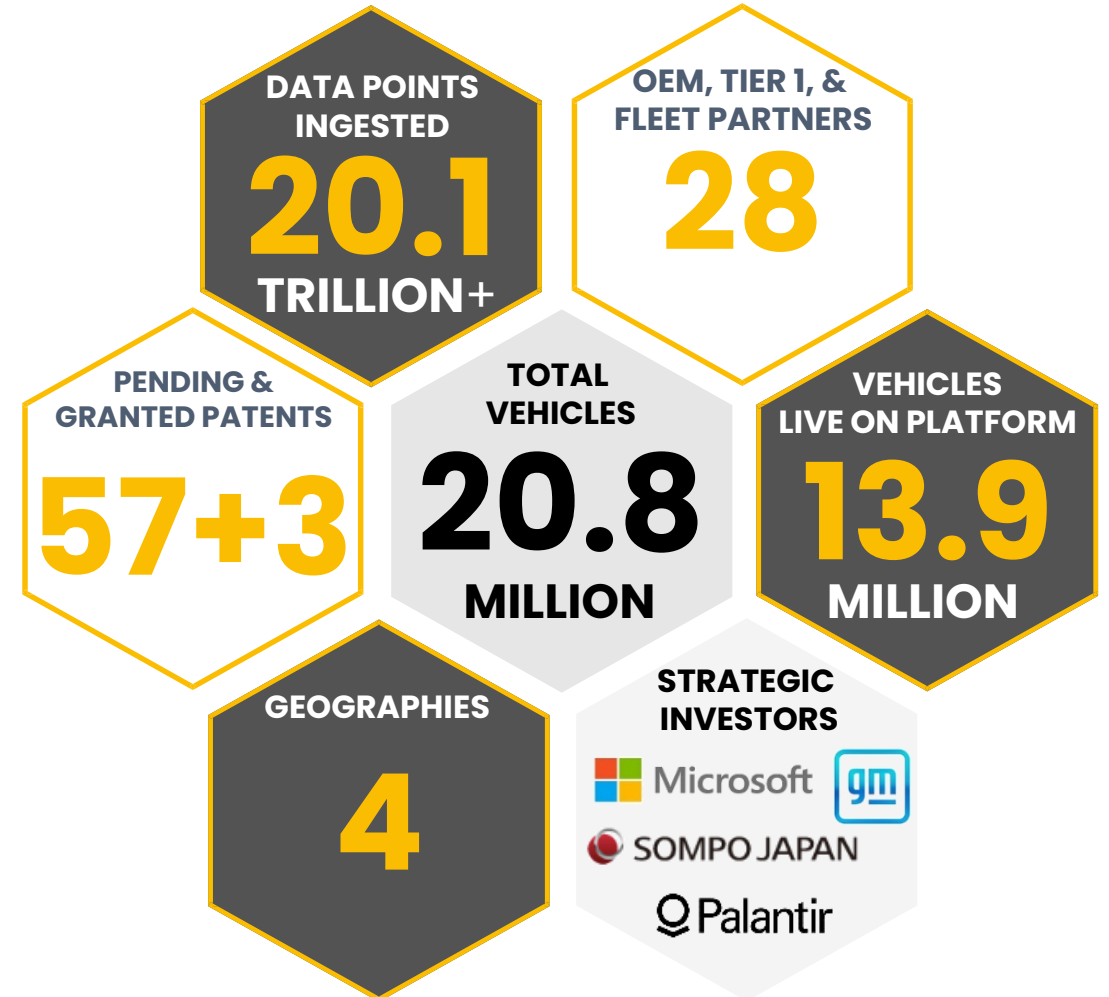 DATA POINTS
INGESTED
20.1
TRILLION+
OEM, TIER 1, &
FLEET PARTNERS
28
PENDING &
GRANTED PATENTS
57+3
TOTAL
VEHICLES
20.8
MILLION
VEHICLES
LIVE ON PLATFORM
13.9
MILLION
GEOGRAPHIES
4
STRATEGIC
INVESTORS
Microsoft
gm
SOMPO JAPAN
Palantir